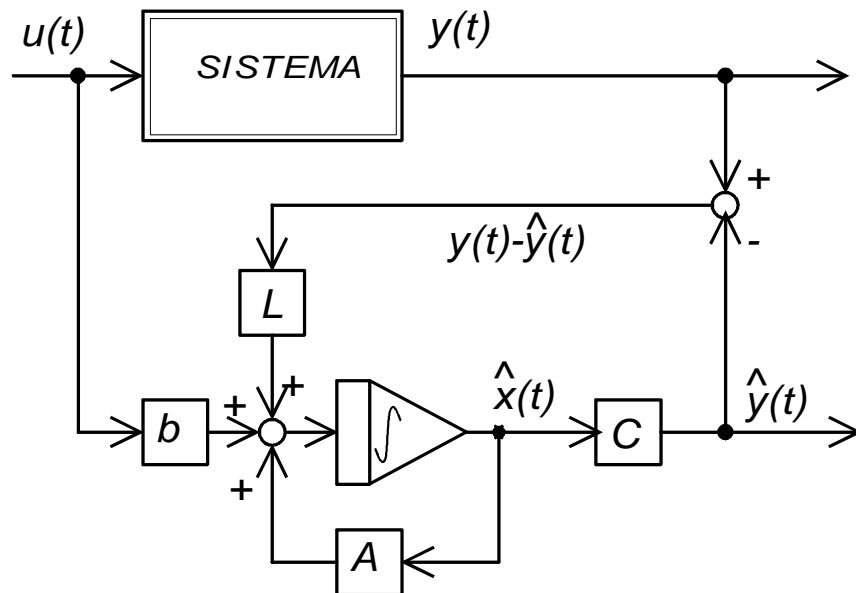 u(t)
SISTEMA
y(t)
+
y(t)-ŷ(t)
-
L
+
+
b
+
∫
x̂(t)
C
ŷ(t)
A